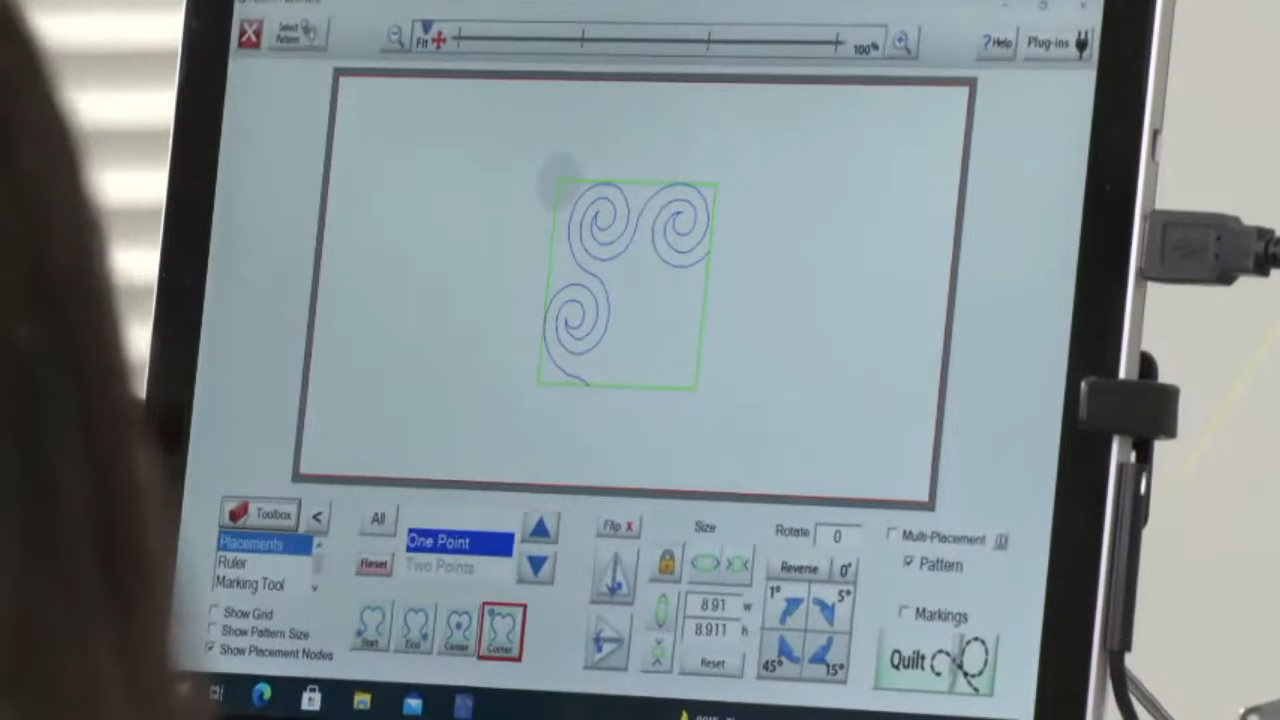 Select
Pattern
Fit
100%
?Help
Plug-ins
Toolbox
<
All
One Point
Two Points
Reset
Placements
Ruler
Marking Tool
Show Grid
Show Pattern Size
Show Placement Nodes
Start
End
Center
Corner
Flip X
Size
8.91 w
8.911 h
Reset
Rotate 0
Reverse 0°
1° 5°
45° 15°
Multi-Placement
Pattern
Markings
Quilt